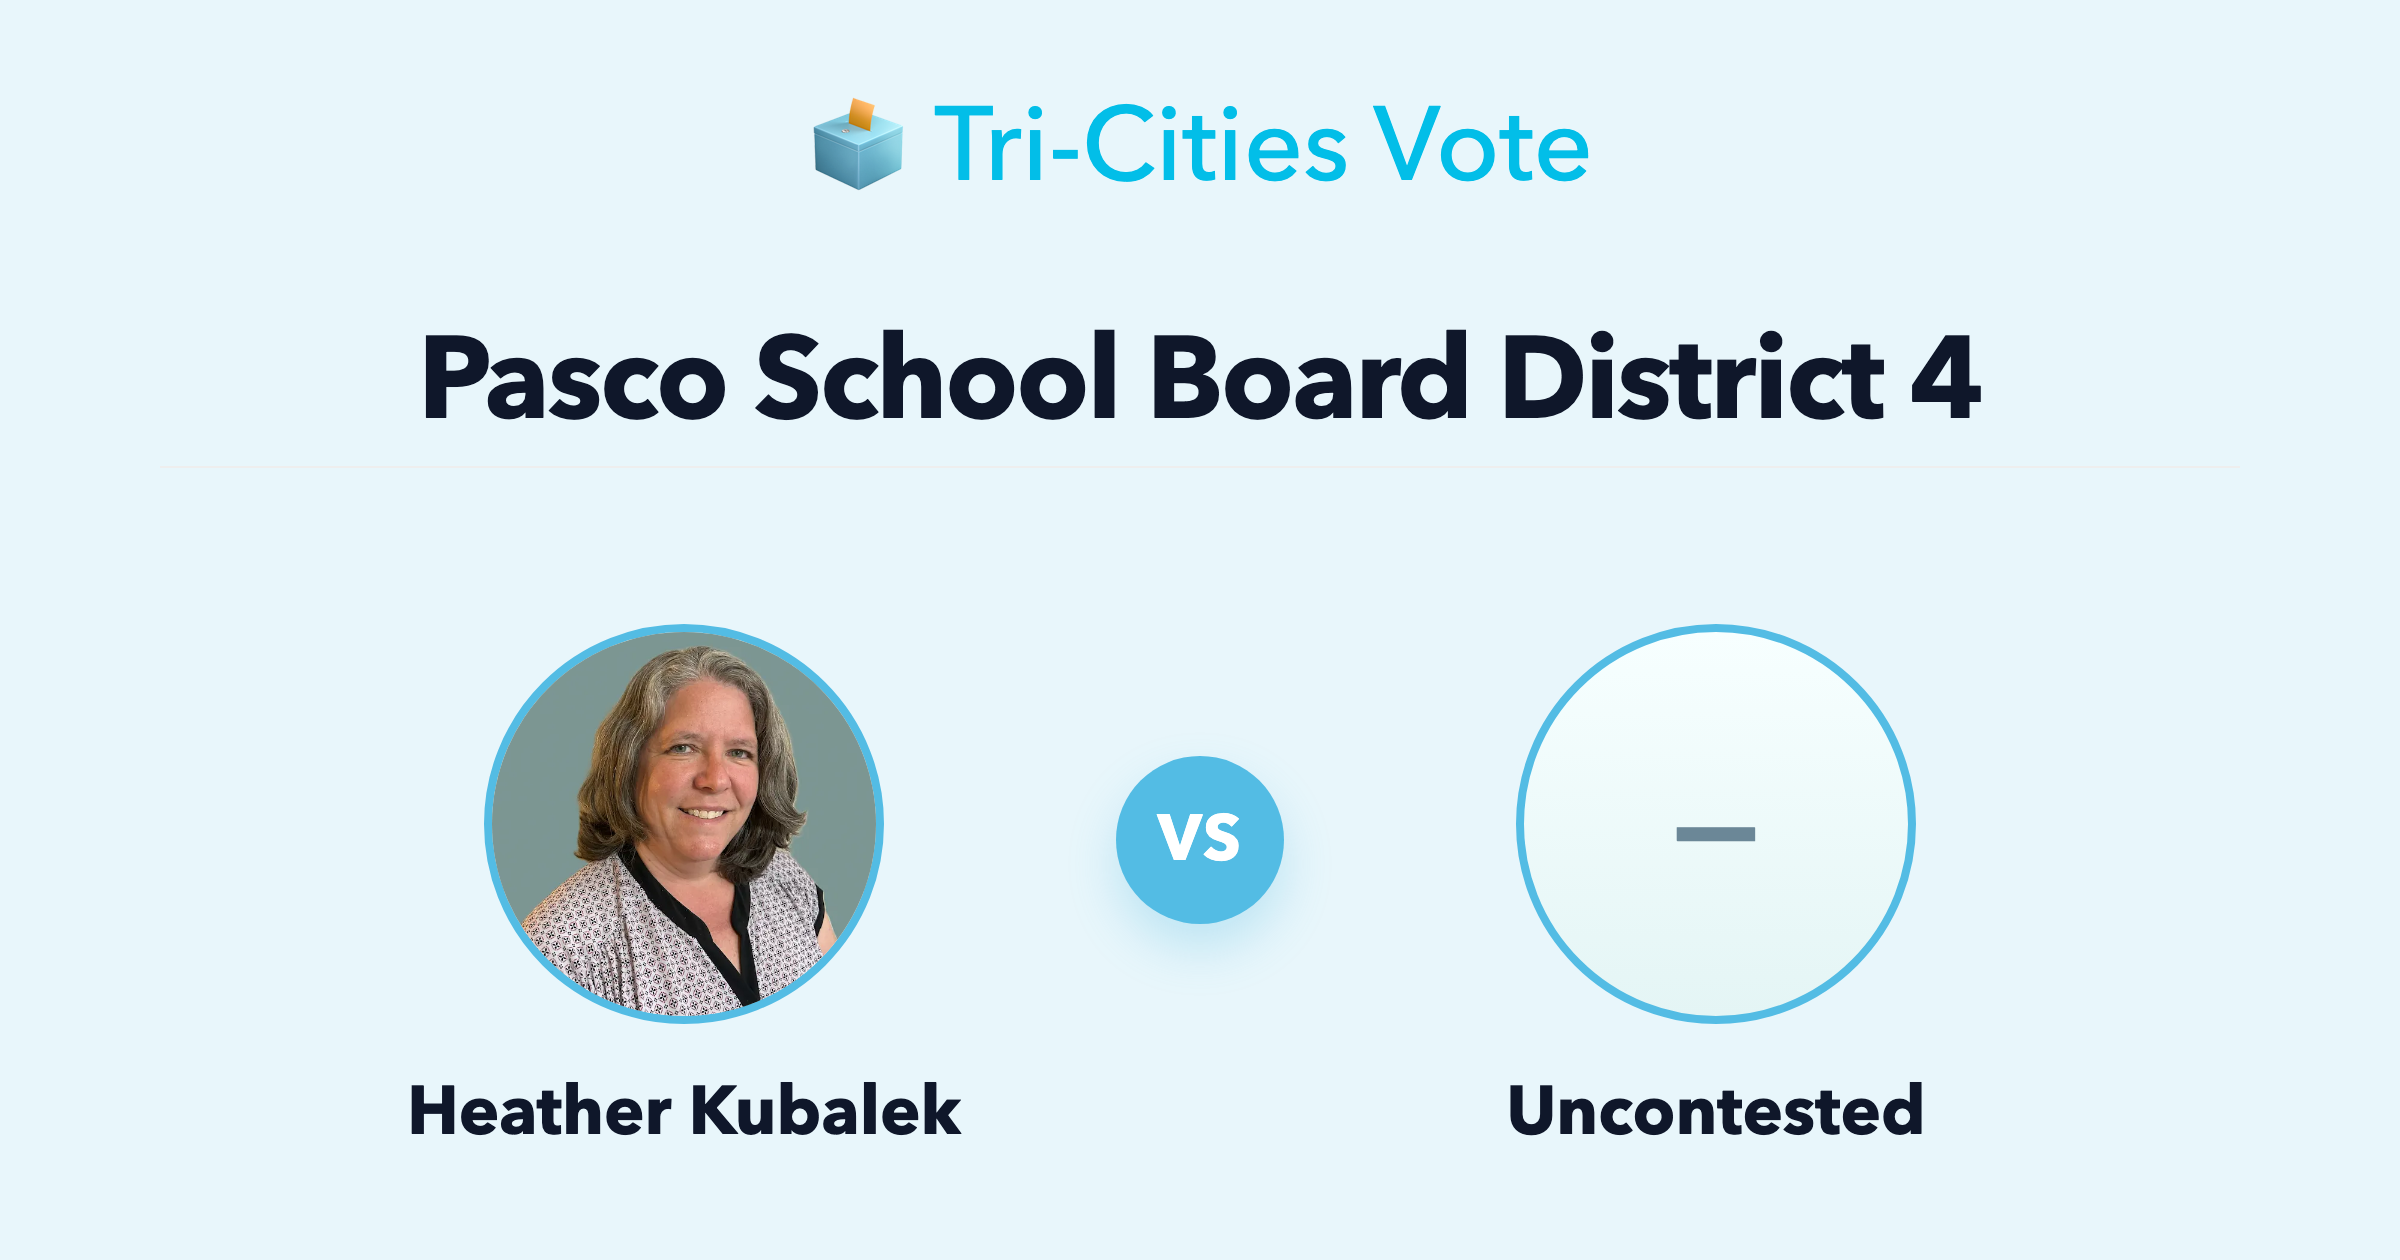 Tri-Cities Vote
Pasco School Board District 4
VS
Heather Kubalek
Uncontested